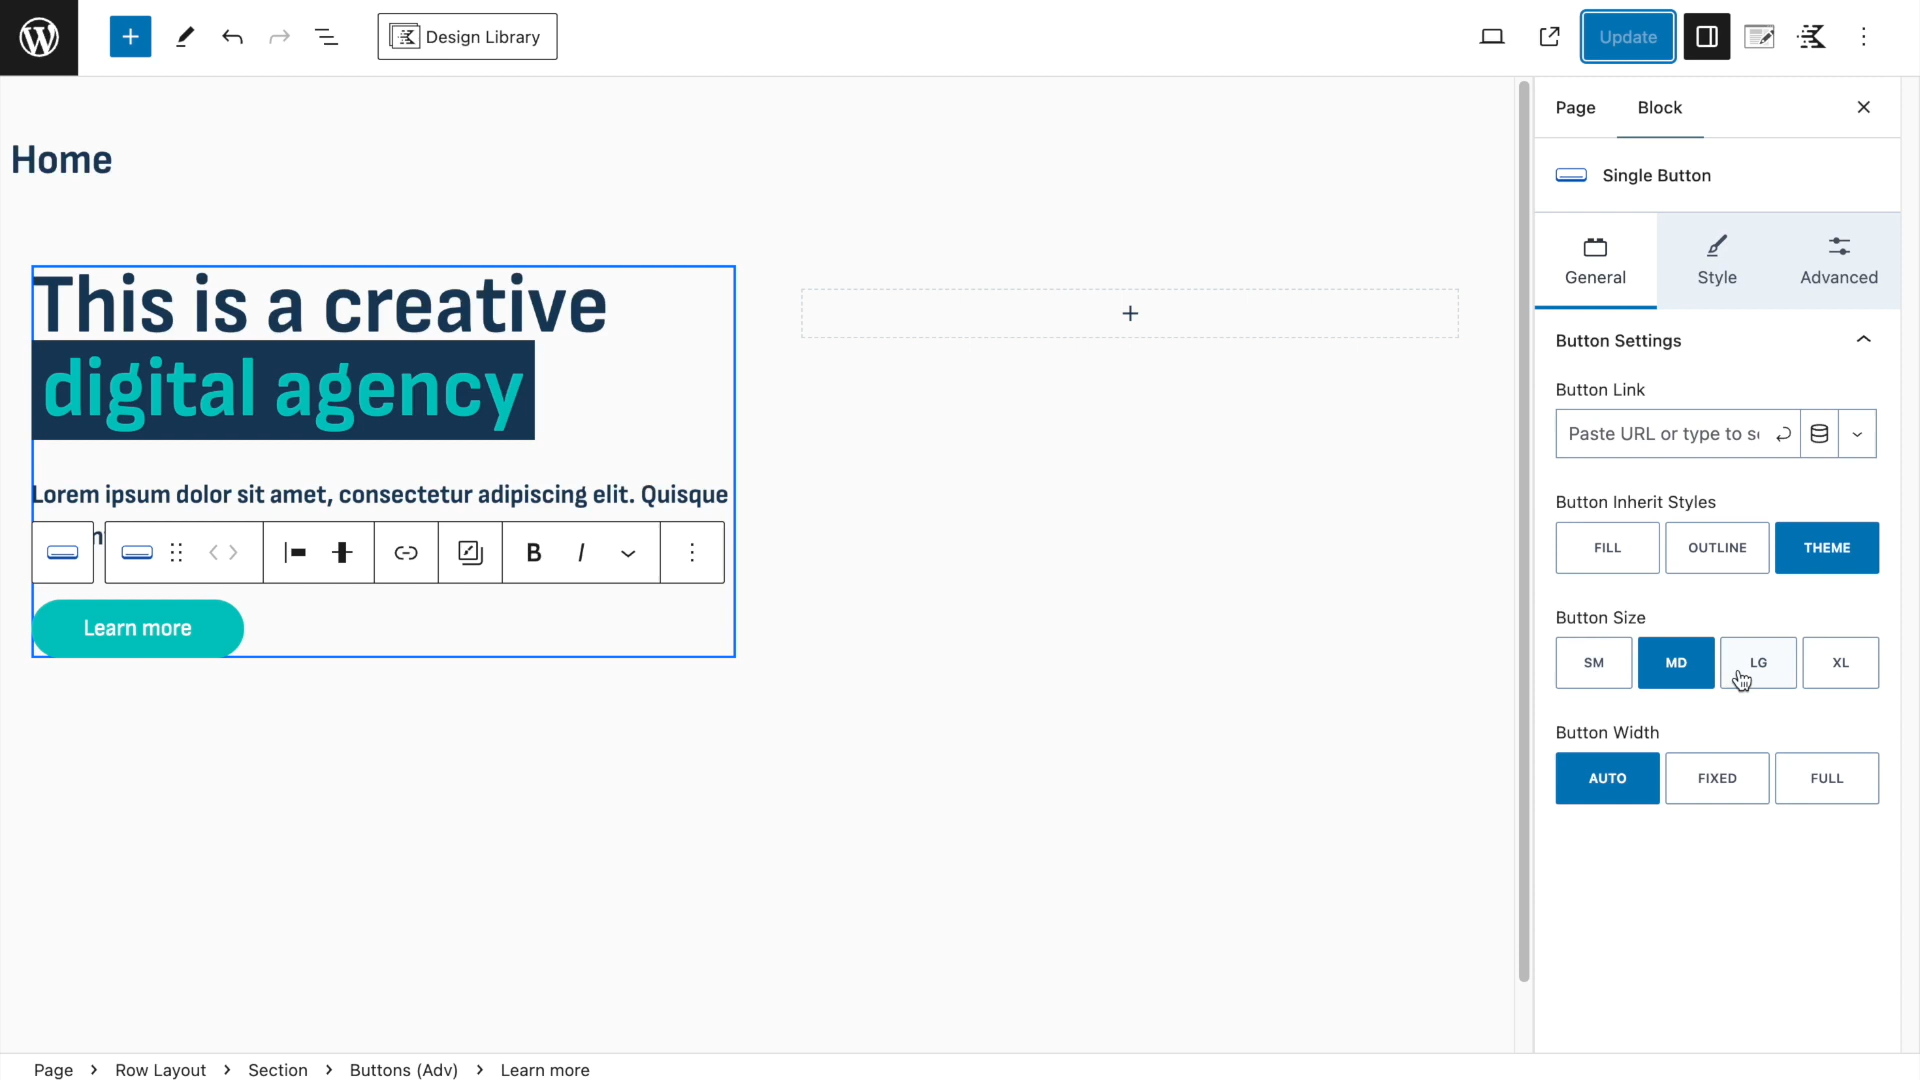 Design Library
Update
Home
This is a creative
digital agency
Lorem ipsum dolor sit amet, consectetur adipiscing elit. Quisque
B I
Learn more
Page Block
Single Button
General Style Advanced
Button Settings
Button Link
Paste URL or type to s
Button Inherit Styles
FILL OUTLINE THEME
Button Size
SM MD LG XL
Button Width
AUTO FIXED FULL
Page > Row Layout > Section > Buttons (Adv) > Learn more